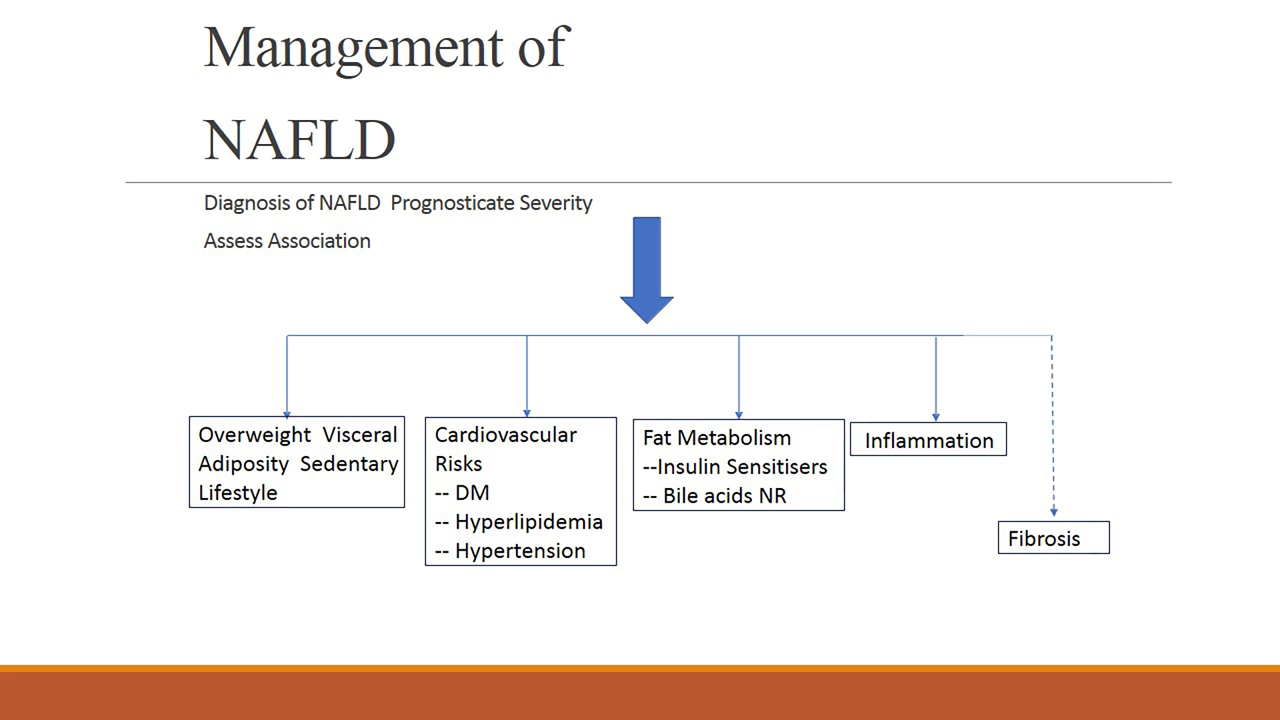 Management of
NAFLD
Diagnosis of NAFLD Prognosticate Severity
Assess Association
Overweight Visceral
Adiposity Sedentary
Lifestyle
Cardiovascular
Risks
-- DM
-- Hyperlipidemia
-- Hypertension
Fat Metabolism
--Insulin Sensitisers
-- Bile acids NR
Inflammation
Fibrosis